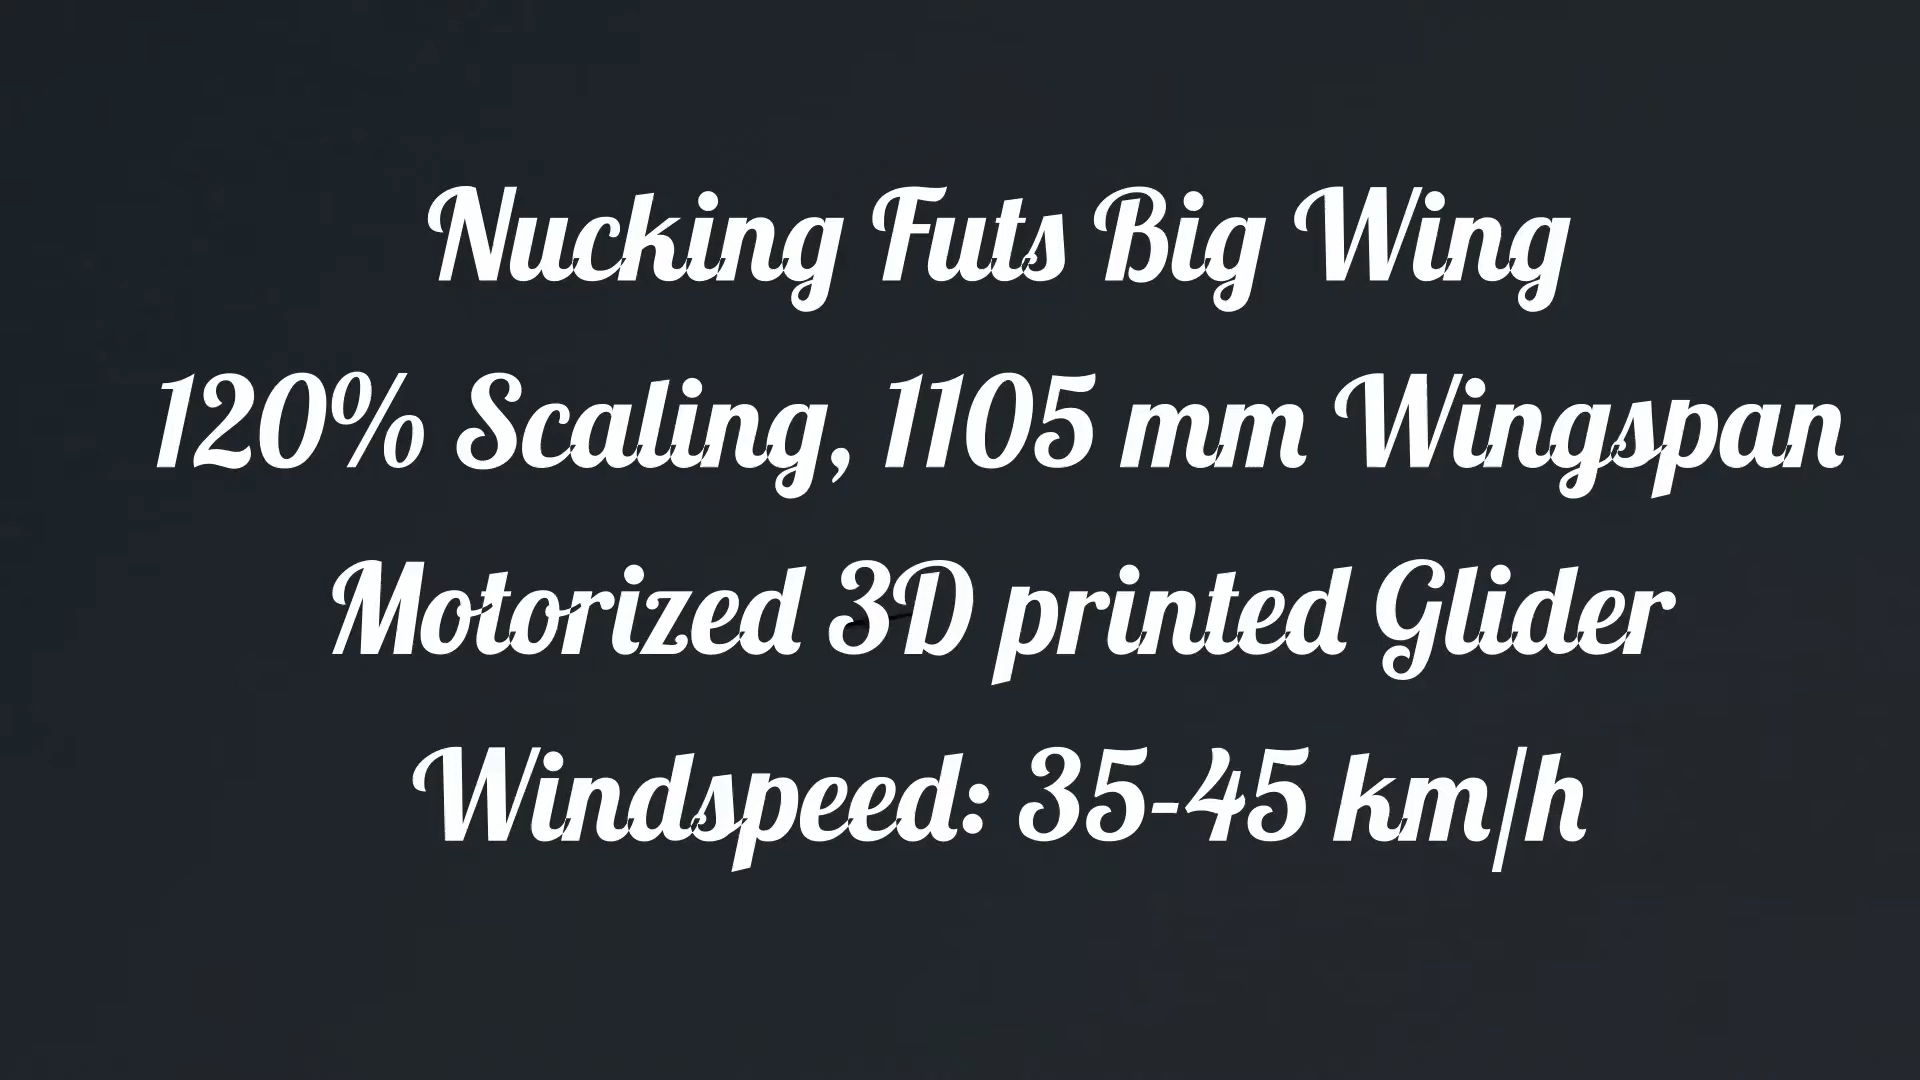 Nucking Futs Big Wing
120% Scaling, 1105 mm Wingspan
Motorized 3D printed Glider
Windspeed: 35-45 km/h